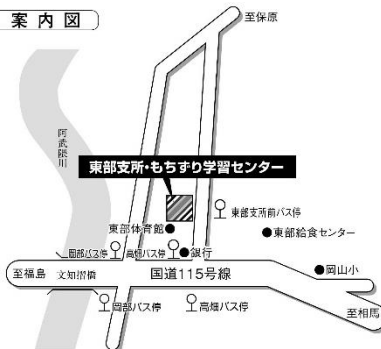 案内図
至保原
阿武隈川
東部支所・もちずり学習センター
東部支所前バス停
東部体育館
東部給食センター
岡部バス停
高畑バス停
銀行
至福島
文知摺橋
国道115号線
岡山小
岡部バス停
高畑バス停
至相馬